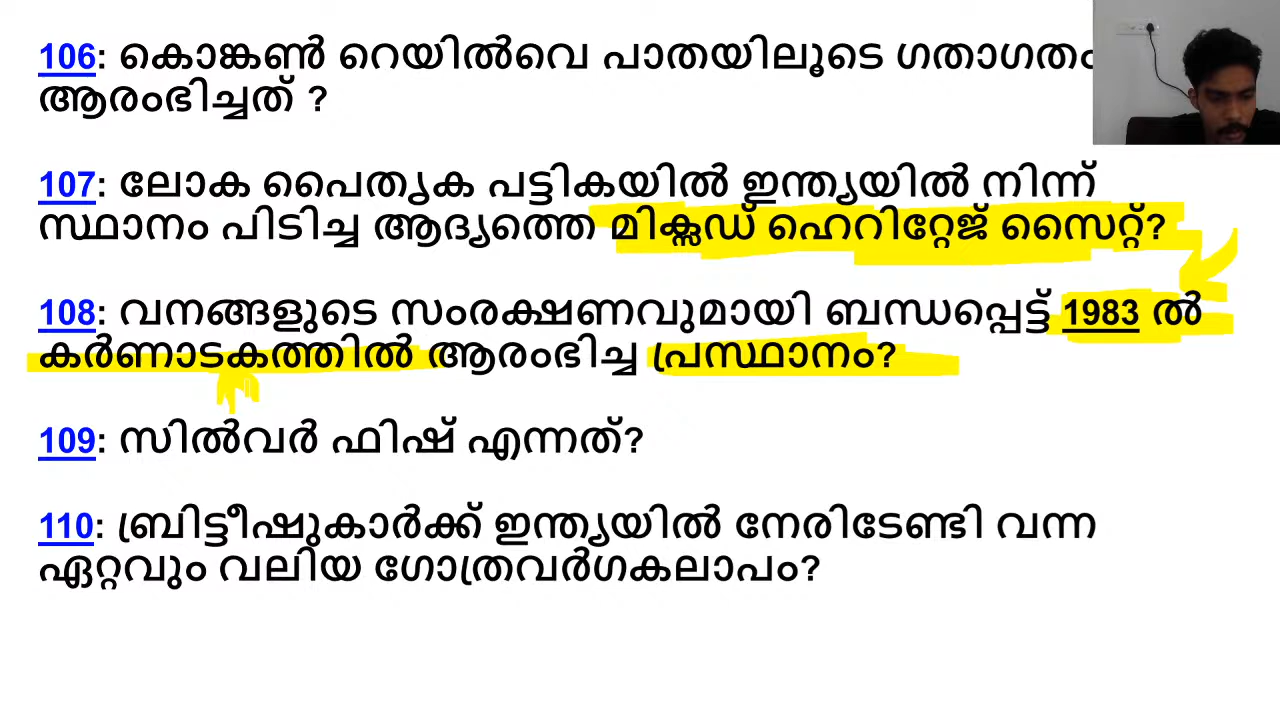 106: കൊങ്കൺ റെയിൽവെ പാതയിലൂടെ ഗതാഗതം
ആരംഭിച്ചത് ?
107: ലോക പൈതൃക പട്ടികയിൽ ഇന്ത്യയിൽ നിന്ന്
സ്ഥാനം പിടിച്ച ആദ്യത്തെ മിക്സഡ് ഹെറിറ്റേജ് സൈറ്റ്?
108: വനങ്ങളുടെ സംരക്ഷണവുമായി ബന്ധപ്പെട്ട് 1983 ൽ
കർണാടകത്തിൽ ആരംഭിച്ച പ്രസ്ഥാനം?
109: സിൽവർ ഫിഷ് എന്നത്?
110: ബ്രിട്ടീഷുകാർക്ക് ഇന്ത്യയിൽ നേരിടേണ്ടി വന്ന
ഏറ്റവും വലിയ ഗോത്രവർഗകലാപം?